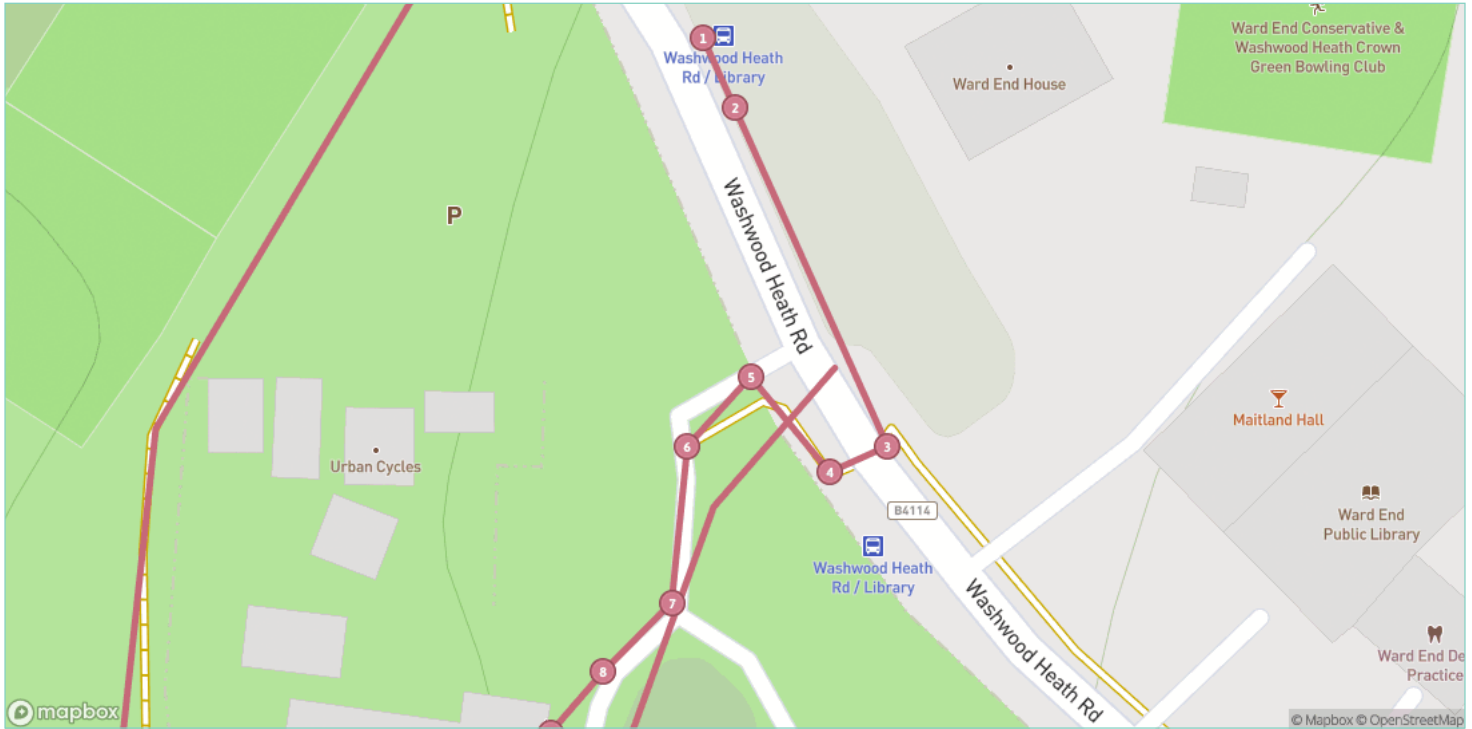 1
Washwood Heath
Rd / Library
2
Ward End House
Ward End Conservative &
Washwood Heath Crown
Green Bowling Club
P
Washwood Heath Rd
5
6
3
4
Urban Cycles
Maitland Hall
B4114
Ward End
Public Library
Washwood Heath
Rd / Library
7
Washwood Heath Rd
8
Ward End De
Practice
mapbox
© Mapbox © OpenStreetMap